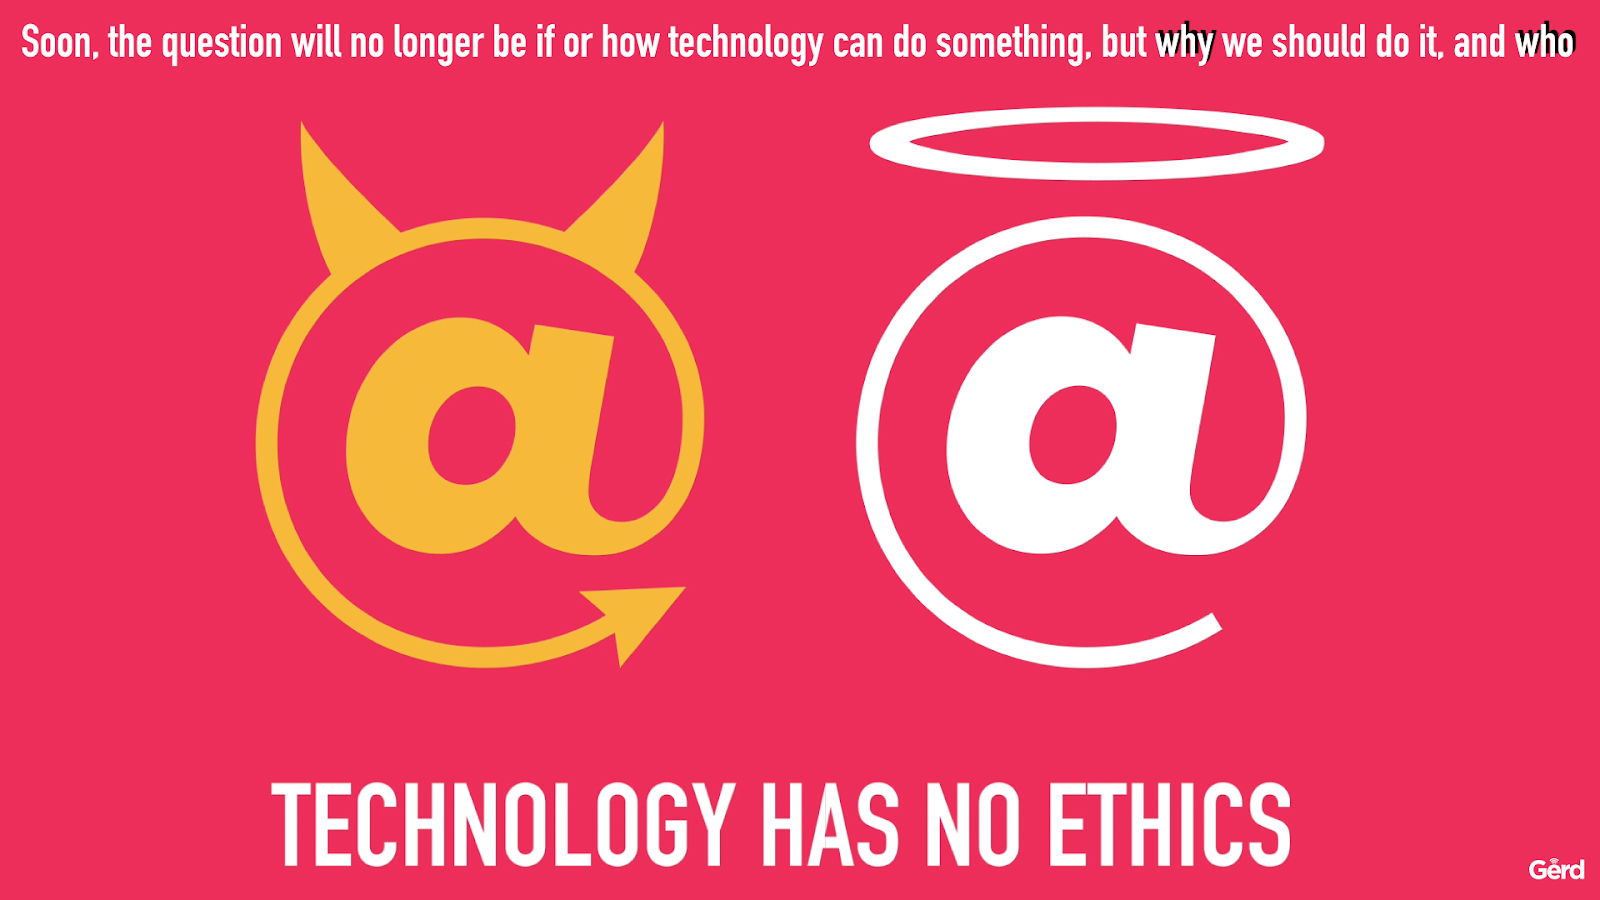 Soon, the question will no longer be if or how technology can do something, but why we should do it, and who
@ @
TECHNOLOGY HAS NO ETHICS
Gerd